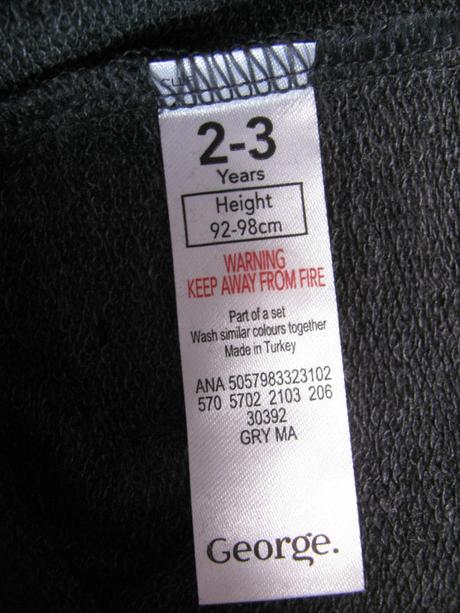 2-3
Years
Height
92-98cm
WARNING
KEEP AWAY FROM FIRE
Part of a set
Wash similar colours together
Made in Turkey
ANA 5057983323102
570 5702 2103 206
30392
GRY MA
George.